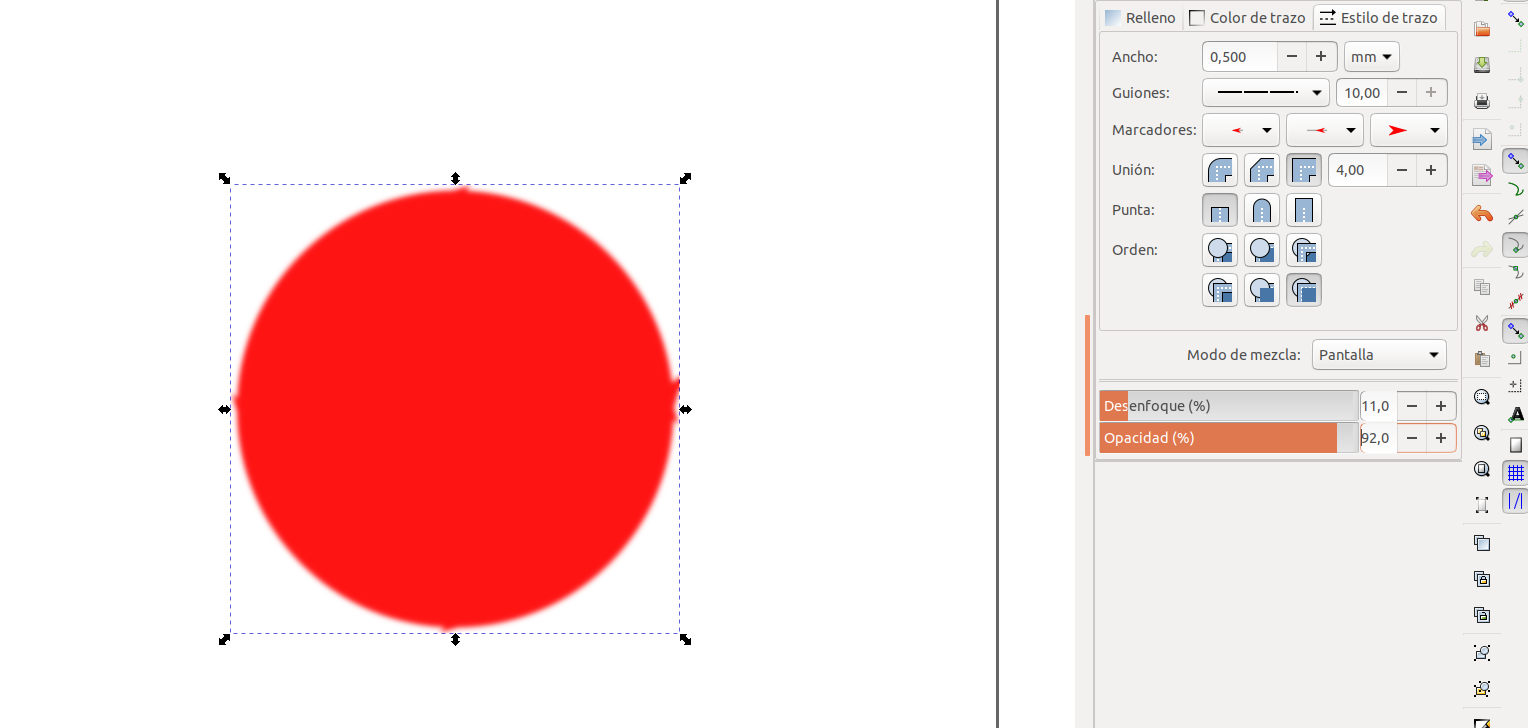 Relleno Color de trazo Estilo de trazo
Ancho: 0,500 mm
Guiones: 10,00
Marcadores:
Unión: 4,00
Punta:
Orden:
Modo de mezcla: Pantalla
Desenfoque (%) 11,0
Opacidad (%) 92,0